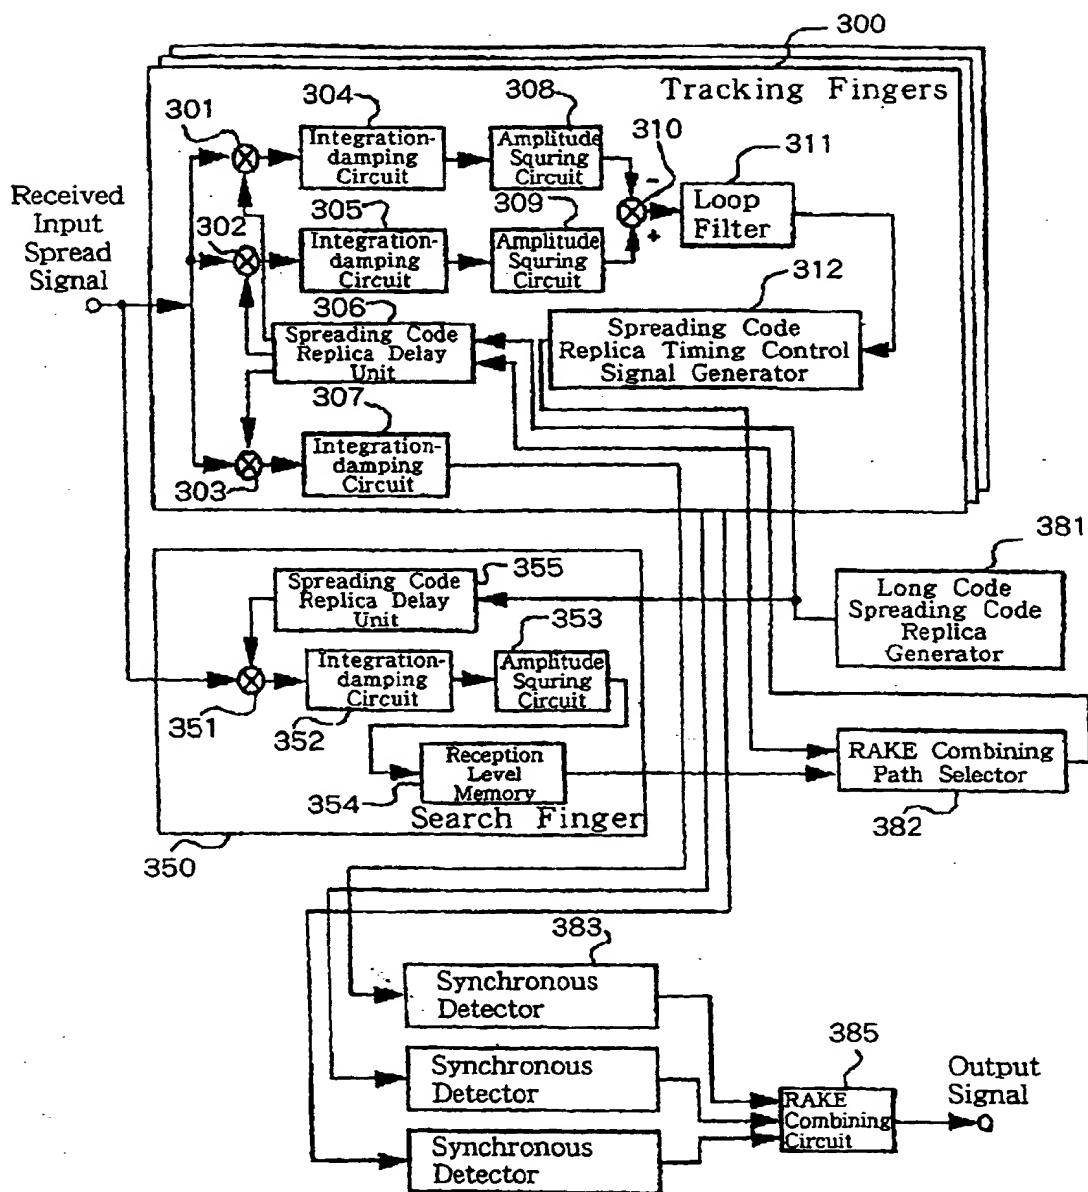 300
Tracking Fingers
301
304
308
310
311
Integration-
damping
Circuit
Amplitude
Squring
Circuit
-
Received
Input
Spread
Signal
302
305
309
+
Loop
Filter
Integration-
damping
Circuit
Amplitude
Squring
Circuit
306
312
Spreading Code
Replica Delay
Unit
Spreading Code
Replica Timing Control
Signal Generator
307
Integration-
damping
Circuit
303
381
355
Spreading Code
Replica Delay
Unit
Long Code
Spreading Code
Replica
Generator
353
Integration-
damping
Circuit
Amplitude
Squring
Circuit
351
352
Reception
Level
Memory
354
RAKE Combining
Path Selector
382
Search Finger
350
383
Synchronous
Detector
385
Synchronous
Detector
RAKE
Combining
Circuit
Output
Signal
Synchronous
Detector